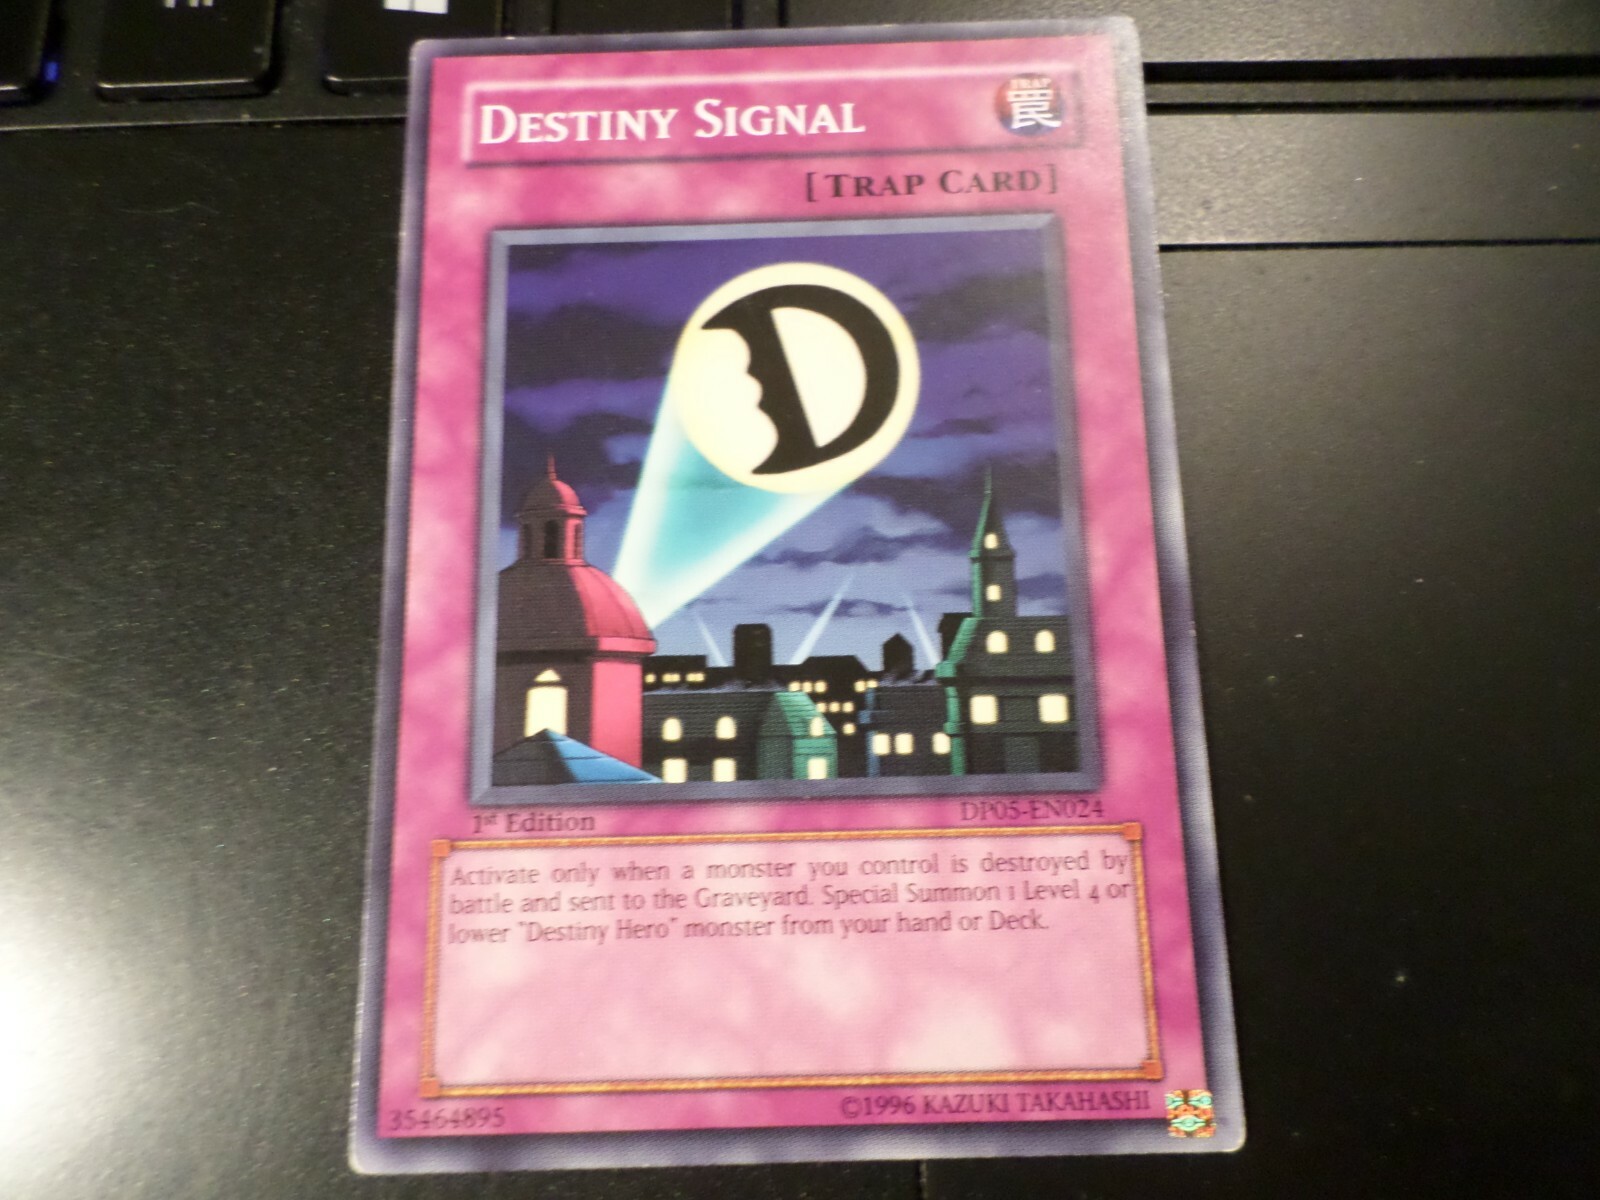 DESTINY SIGNAL
TRAP
罠
[TRAP CARD]
D
1st Edition
DP05-EN024
Activate only when a monster you control is destroyed by
battle and sent to the Graveyard. Special Summon 1 Level 4 or
lower "Destiny Hero" monster from your hand or Deck.
35464895
©1996 KAZUKI TAKAHASHI